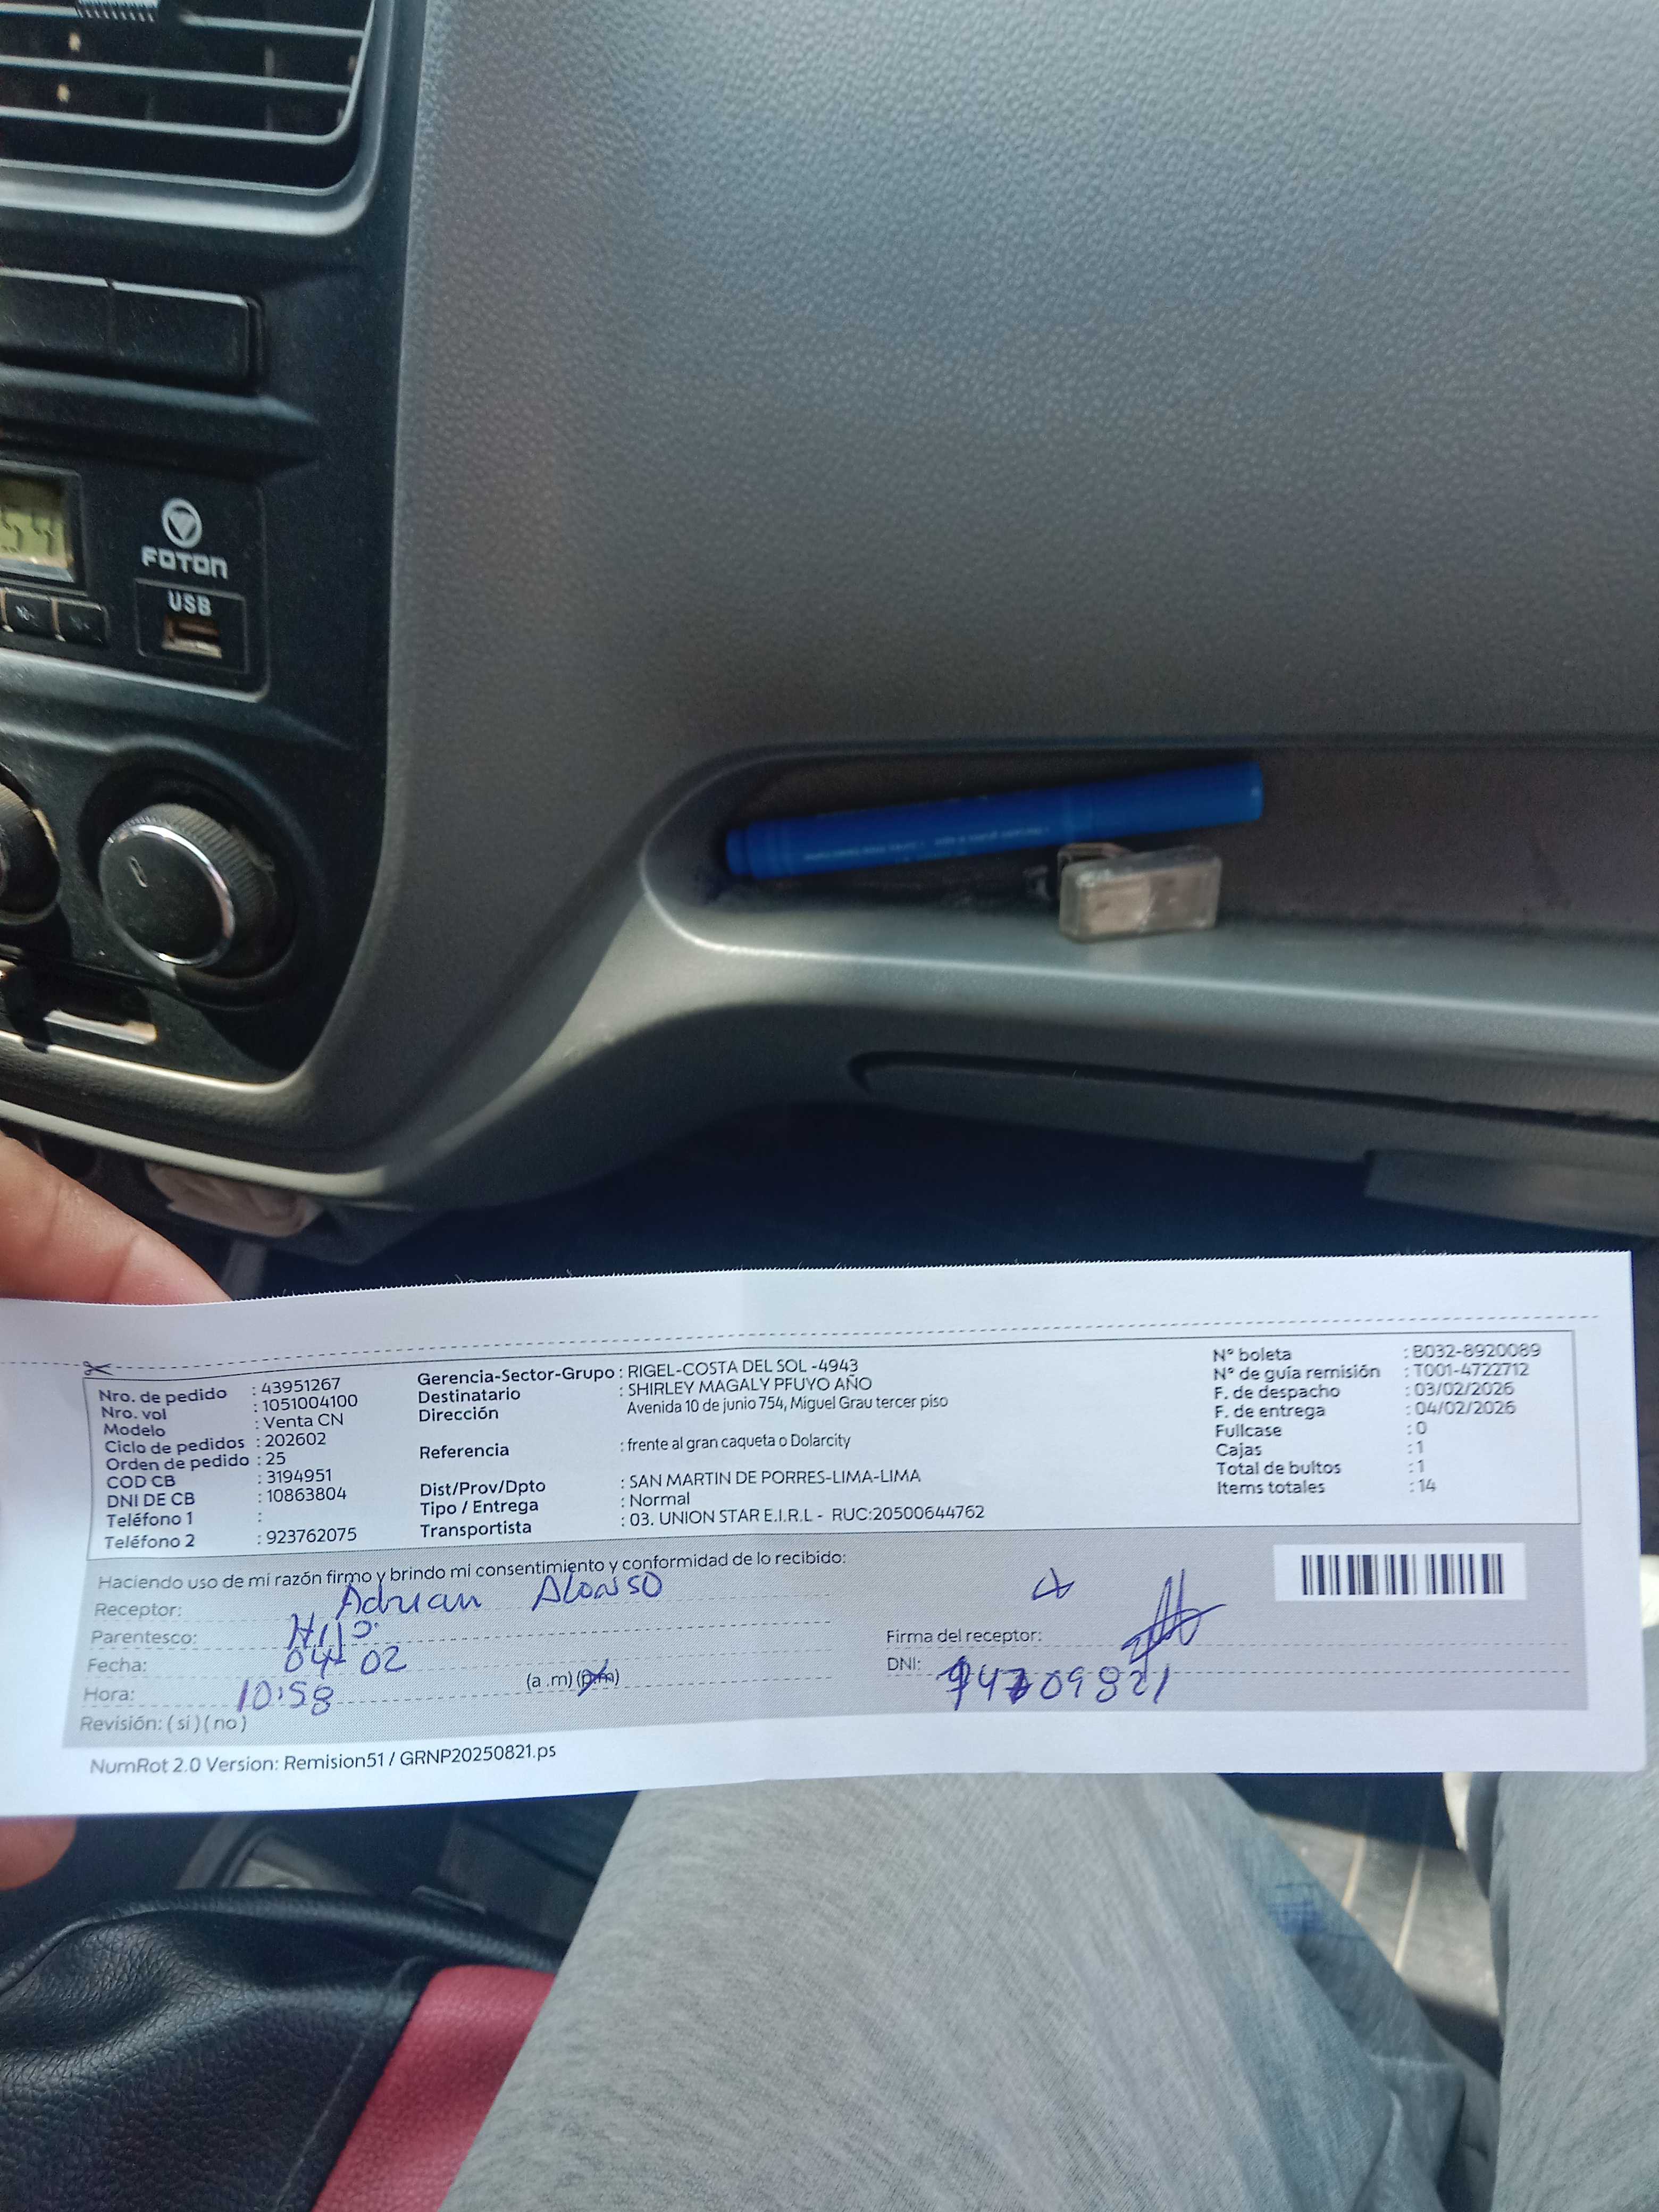 54
FOTON
USB
Nro. de pedido : 43951267
Nro. vol : 1051004100
Modelo : Venta CN
Ciclo de pedidos : 202602
Orden de pedido : 25
COD CB : 3194951
DNI DE CB : 10863804
Teléfono 1 :
Teléfono 2 : 923762075
Gerencia-Sector-Grupo : RIGEL-COSTA DEL SOL -4943
Destinatario : SHIRLEY MAGALY PFUYO AÑO
Dirección Avenida 10 de junio 754, Miguel Grau tercer piso
Referencia : frente al gran caqueta o Dolarcity
Dist/Prov/Dpto : SAN MARTIN DE PORRES-LIMA-LIMA
Tipo / Entrega : Normal
Transportista : 03. UNION STAR E.I.R.L - RUC:20500644762
N° boleta : B032-8920089
N° de guía remisión : T001-4722712
F. de despacho : 03/02/2026
F. de entrega : 04/02/2026
Fullcase : 0
Cajas : 1
Total de bultos : 1
Items totales : 14
Haciendo uso de mi razón firmo y brindo mi consentimiento y conformidad de lo recibido:
Receptor: Adrian Alonso
Parentesco: Hijo.
Fecha: 04-02
Hora: 10:58 (a .m) (p.m)
Revisión: ( si ) ( no )
Firma del receptor:
DNI:
NumRot 2.0 Version: Remision51 / GRNP20250821.ps